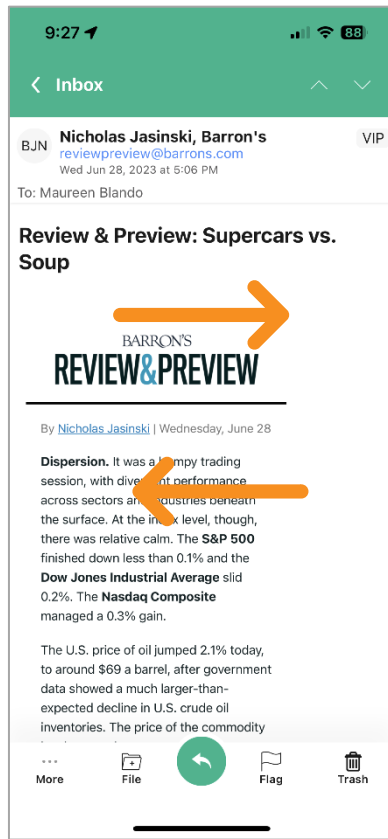 9:27
88
Inbox
BJN
Nicholas Jasinski, Barron's
VIP
reviewpreview@barrons.com
Wed Jun 28, 2023 at 5:06 PM
To: Maureen Blando
Review & Preview: Supercars vs.
Soup
BARRON'S
REVIEW&PREVIEW
By Nicholas Jasinski | Wednesday, June 28
Dispersion. It was a bumpy trading
session, with divergent performance
across sectors and industries beneath
the surface. At the index level, though,
there was relative calm. The S&P 500
finished down less than 0.1% and the
Dow Jones Industrial Average slid
0.2%. The Nasdaq Composite
managed a 0.3% gain.
The U.S. price of oil jumped 2.1% today,
to around $69 a barrel, after government
data showed a much larger-than-
expected decline in U.S. crude oil
inventories. The price of the commodity
More
File
Flag
Trash